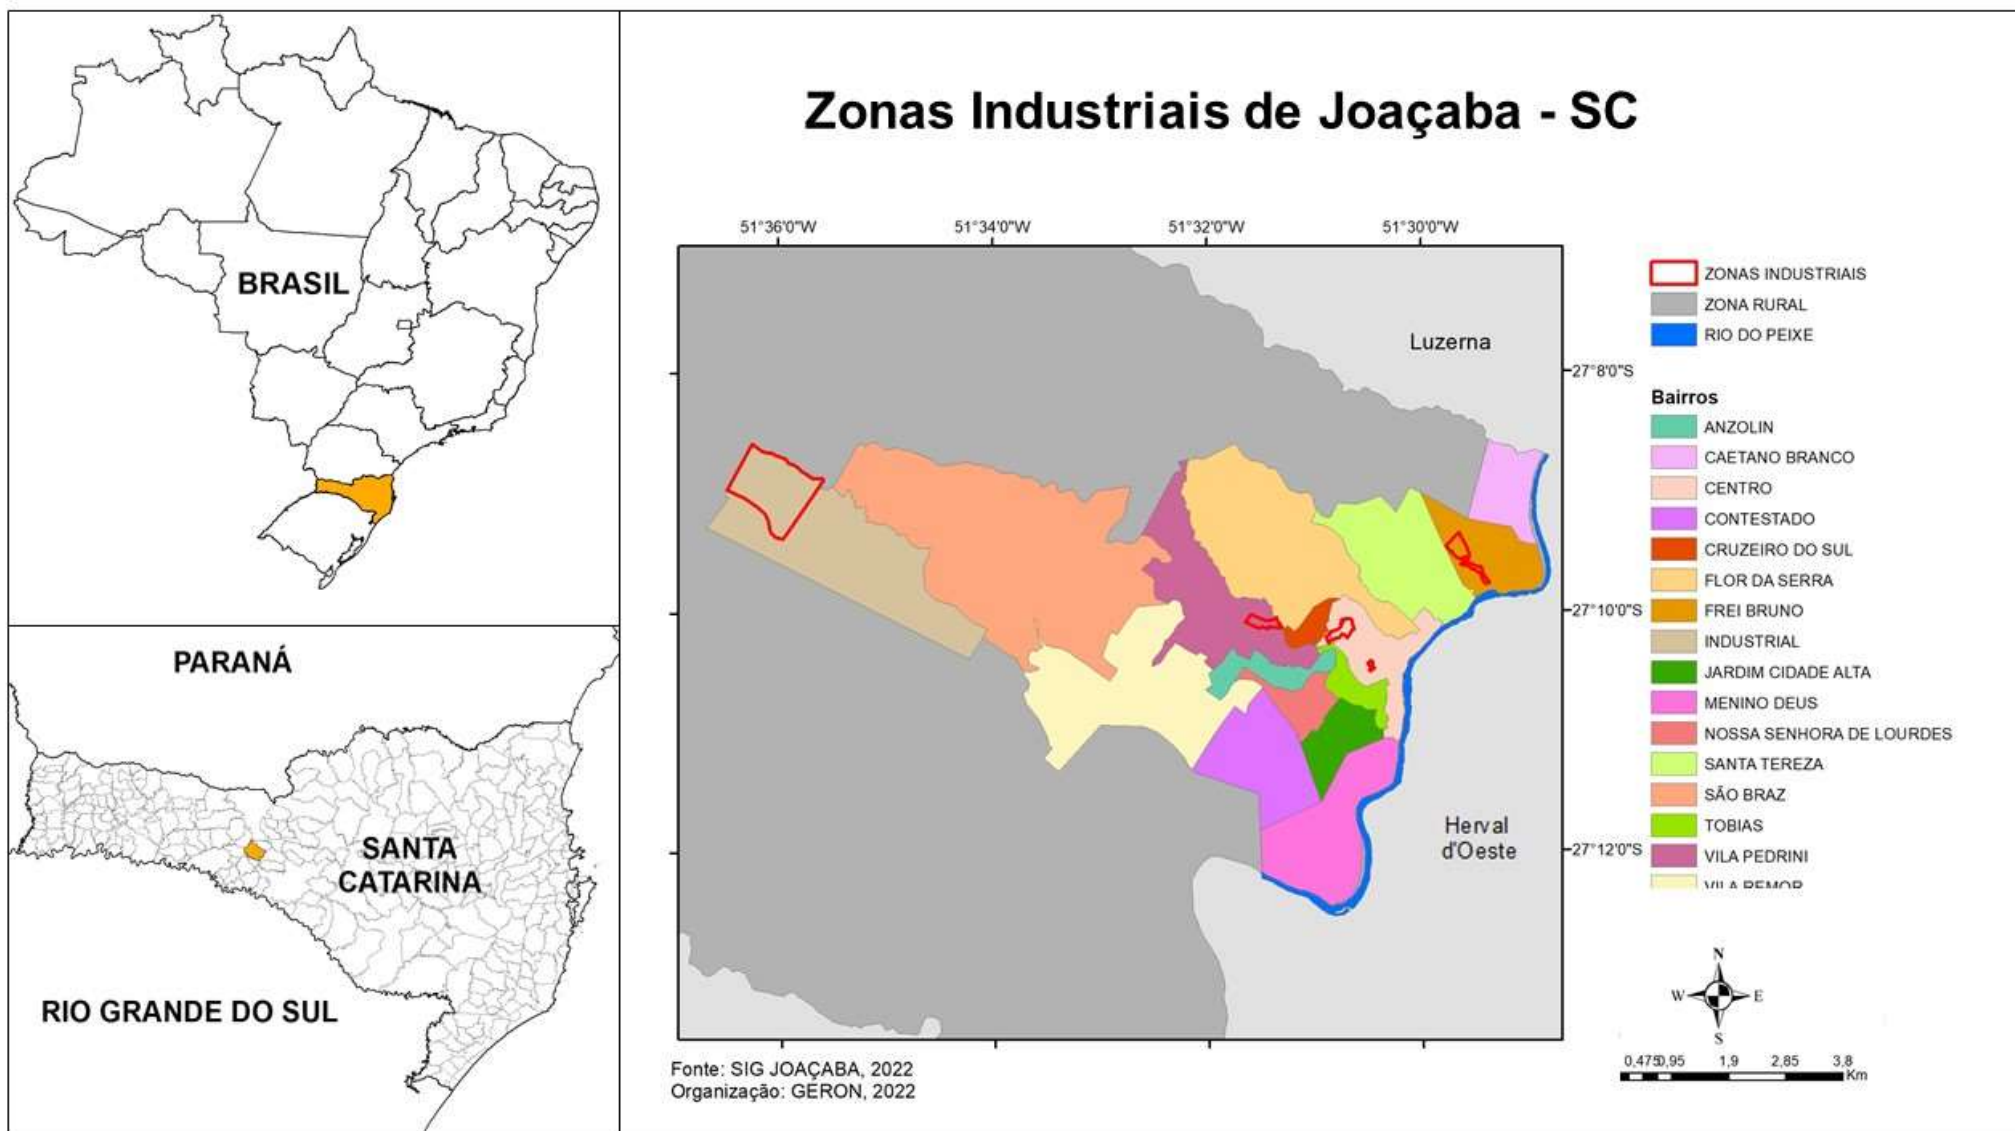 BRASIL
PARANÁ
SANTA
CATARINA
RIO GRANDE DO SUL
Zonas Industriais de Joaçaba - SC
51°36'0"W
51°34'0"W
51°32'0"W
51°30'0"W
Luzerna
27°8'0"S
27°10'0"S
27°12'0"S
Herval
d'Oeste
ZONAS INDUSTRIAIS
ZONA RURAL
RIO DO PEIXE
Bairros
ANZOLIN
CAETANO BRANCO
CENTRO
CONTESTADO
CRUZEIRO DO SUL
FLOR DA SERRA
FREI BRUNO
INDUSTRIAL
JARDIM CIDADE ALTA
MENINO DEUS
NOSSA SENHORA DE LOURDES
SANTA TEREZA
SÃO BRAZ
TOBIAS
VILA PEDRINI
VILA REMOR
N
W E
S
0,475 0,95 1,9 2,85 3,8
Km
Fonte: SIG JOAÇABA, 2022
Organização: GERON, 2022